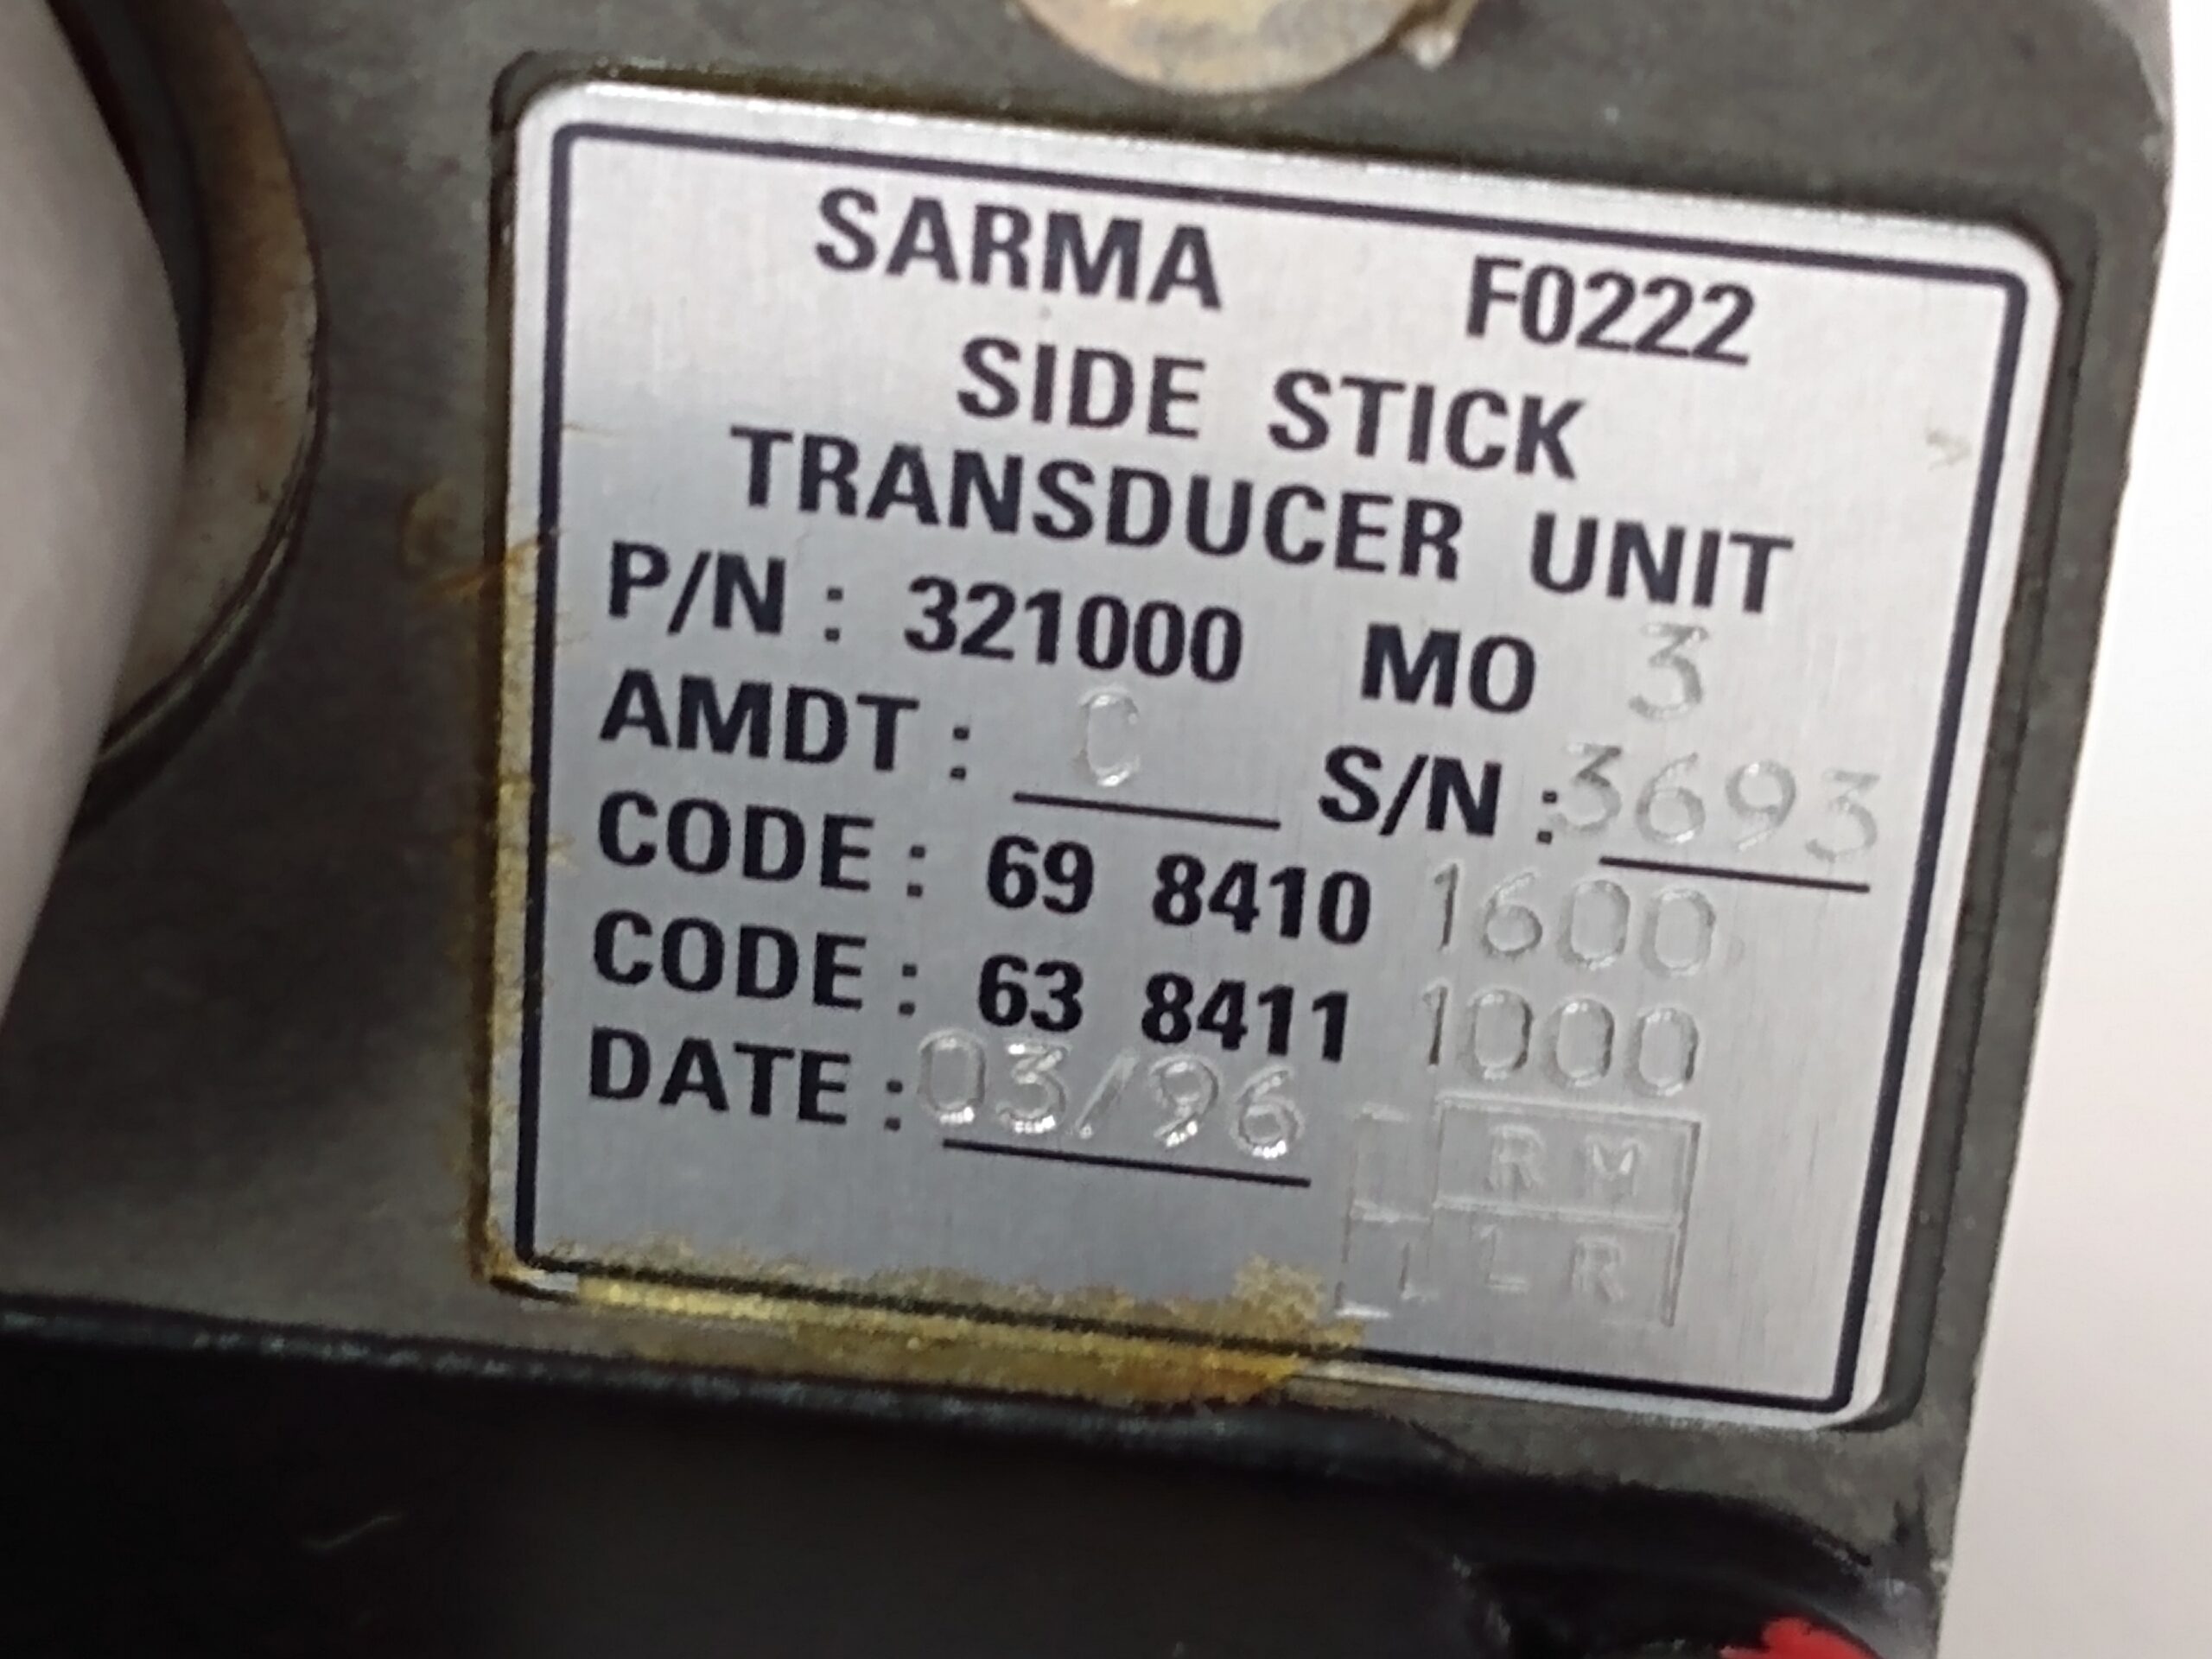 SARMA F0222
SIDE STICK
TRANSDUCER UNIT
P/N : 321000 MO 3
AMDT : C S/N : 3693
CODE : 69 8410 1600
CODE : 63 8411 1000
DATE : 03/96
RM
LR